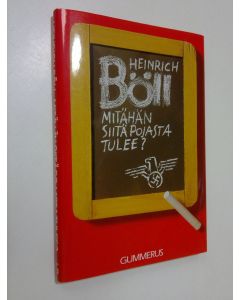 HEINRICH
Böll
MITÄHÄN
SIITÄ POJASTA
TULEE?
GUMMERUS